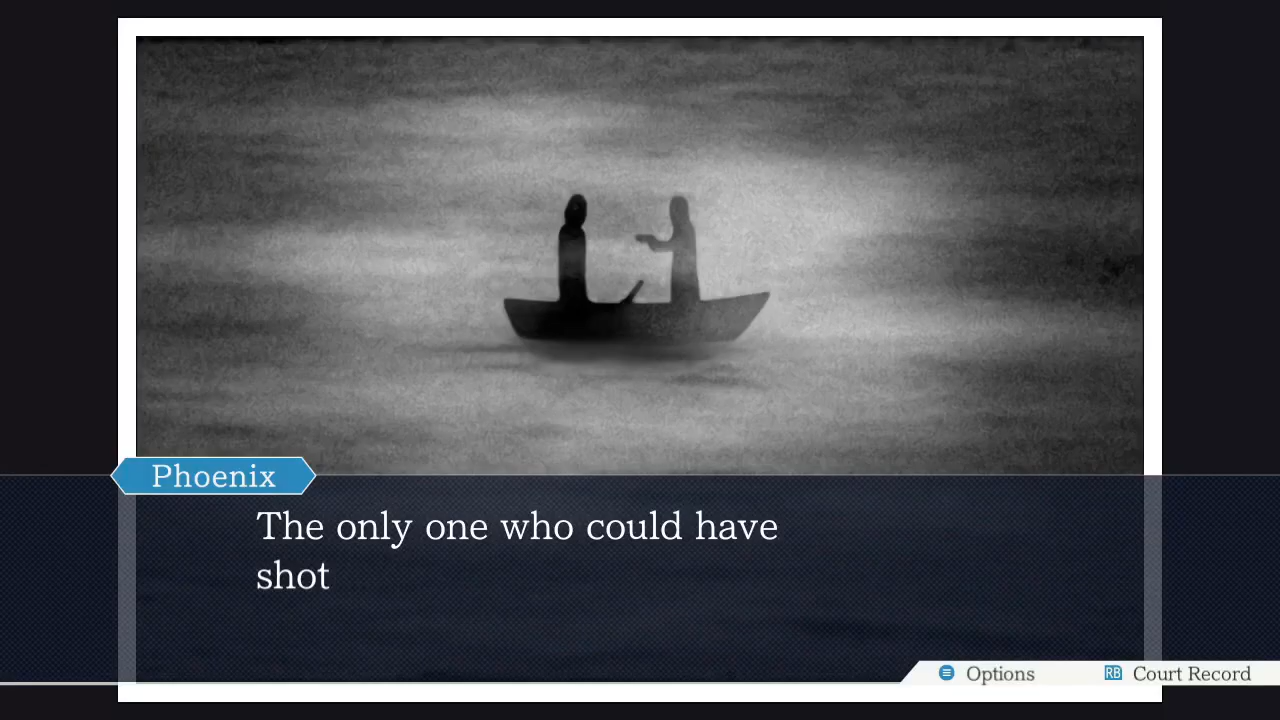 Phoenix
The only one who could have
shot
Options
RB Court Record